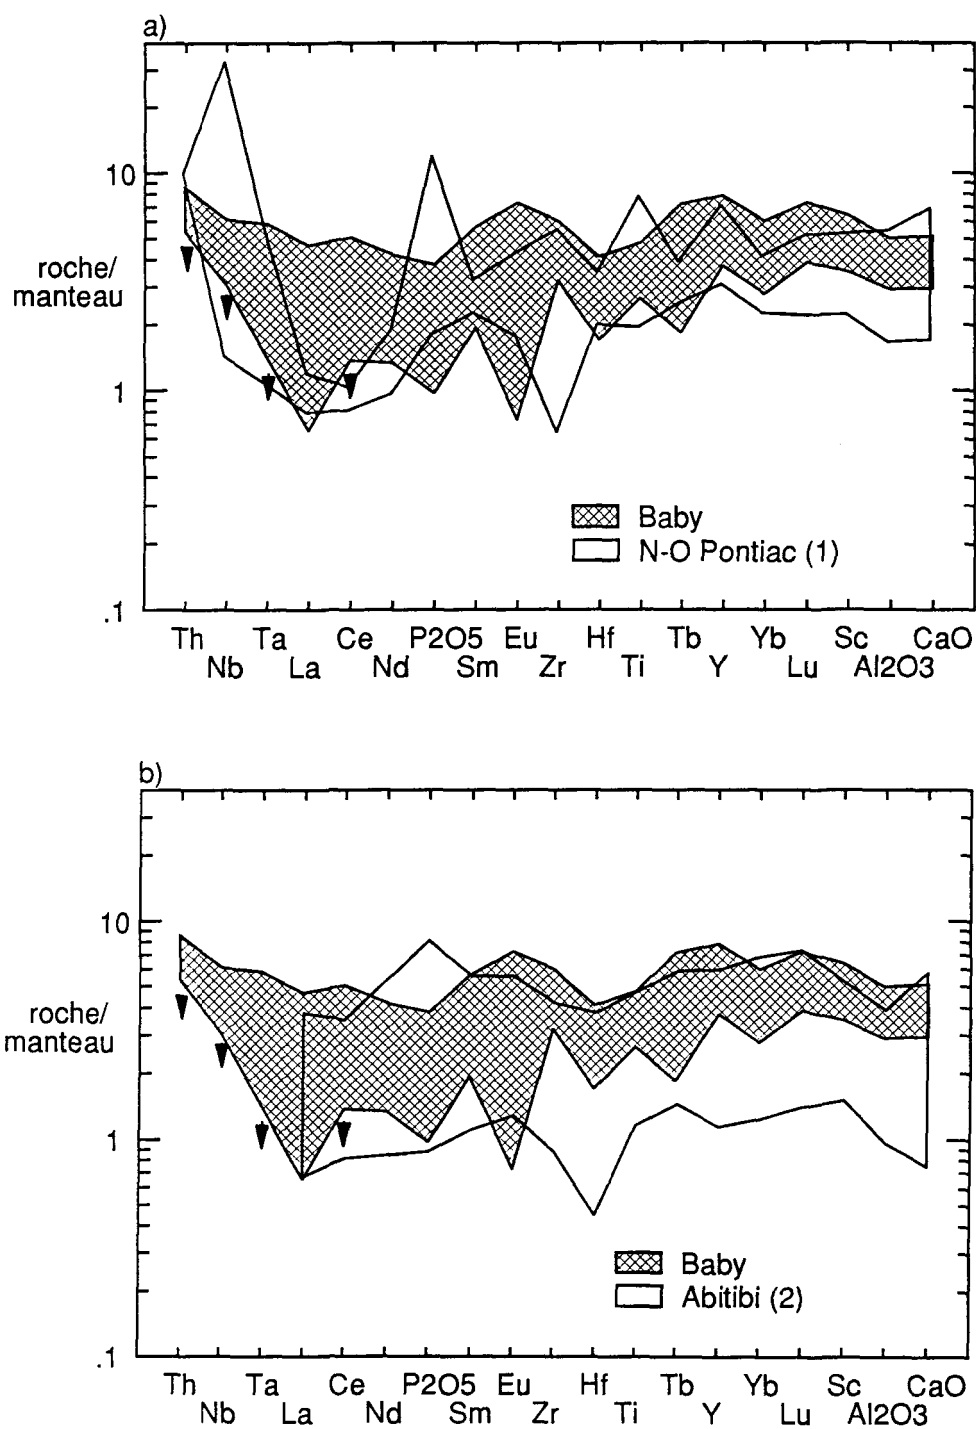 a)
10
roche/
manteau
1
Baby
N-O Pontiac (1)
.1
Th Ta Ce P2O5 Eu Hf Tb Yb Sc CaO
Nb La Nd Sm Zr Ti Y Lu Al2O3
b)
10
roche/
manteau
1
Baby
Abitibi (2)
.1
Th Ta Ce P2O5 Eu Hf Tb Yb Sc CaO
Nb La Nd Sm Zr Ti Y Lu Al2O3